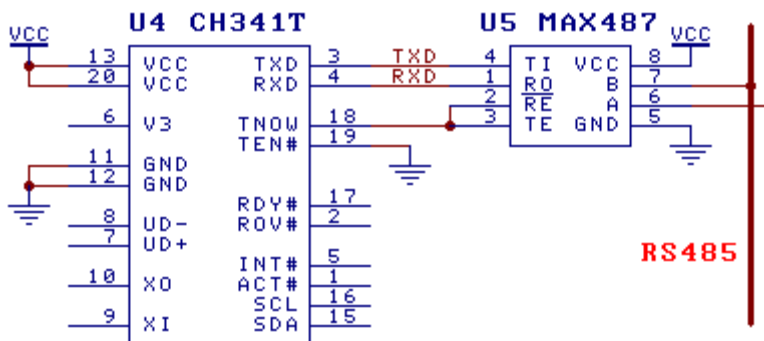 U4 CH341T U5 MAX487
VCC VCC
13 VCC TXD 3 TXD 4 TI VCC 8
20 VCC RXD 4 RXD 1 RO B 7
2 RE A 6
6 V3 TNOW 18 3 TE GND 5
TEN# 19
11 GND
12 GND
RDY# 17
8 UD- ROV# 2
7 UD+
RS485
INT# 5
10 XO ACT# 1
SCL 16
9 XI SDA 15